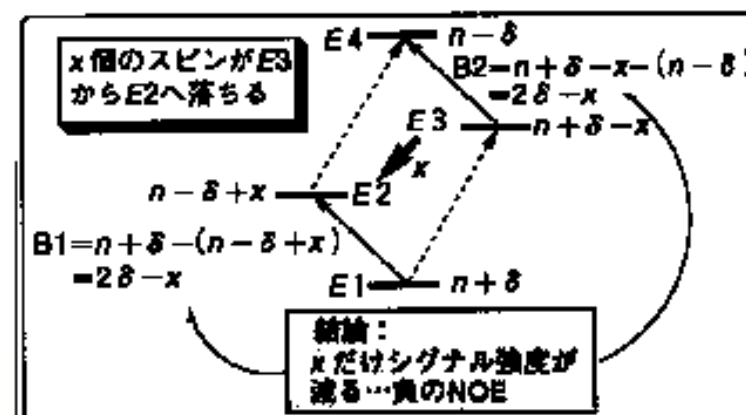 E4 n−δ
x個のスピンがE3
からE2へ落ちる
B2=n+δ−x−(n−δ)
=2δ−x
E3 n+δ−x
x
n−δ+x E2
B1=n+δ−(n−δ+x)
=2δ−x
E1 n+δ
結論：
xだけシグナル強度が
減る…負のNOE